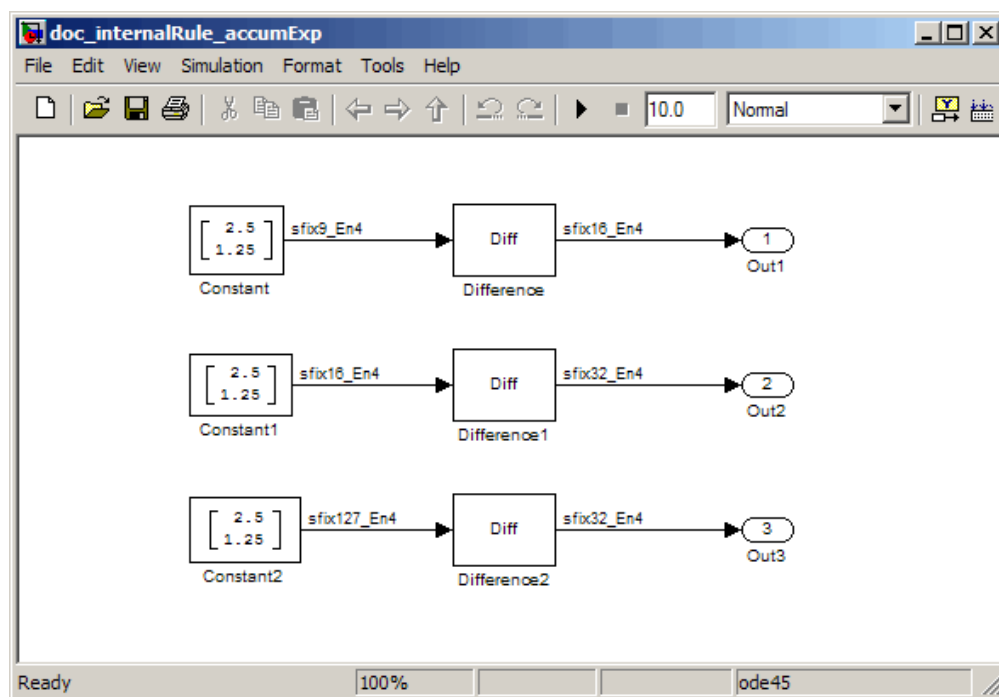 doc_internalRule_accumExp
File Edit View Simulation Format Tools Help
10.0 Normal
2.5
1.25
sfix9_En4
Diff
sfix16_En4
1
Constant
Difference
Out1
2.5
1.25
sfix16_En4
Diff
sfix32_En4
2
Constant1
Difference1
Out2
2.5
1.25
sfix127_En4
Diff
sfix32_En4
3
Constant2
Difference2
Out3
Ready 100% ode45